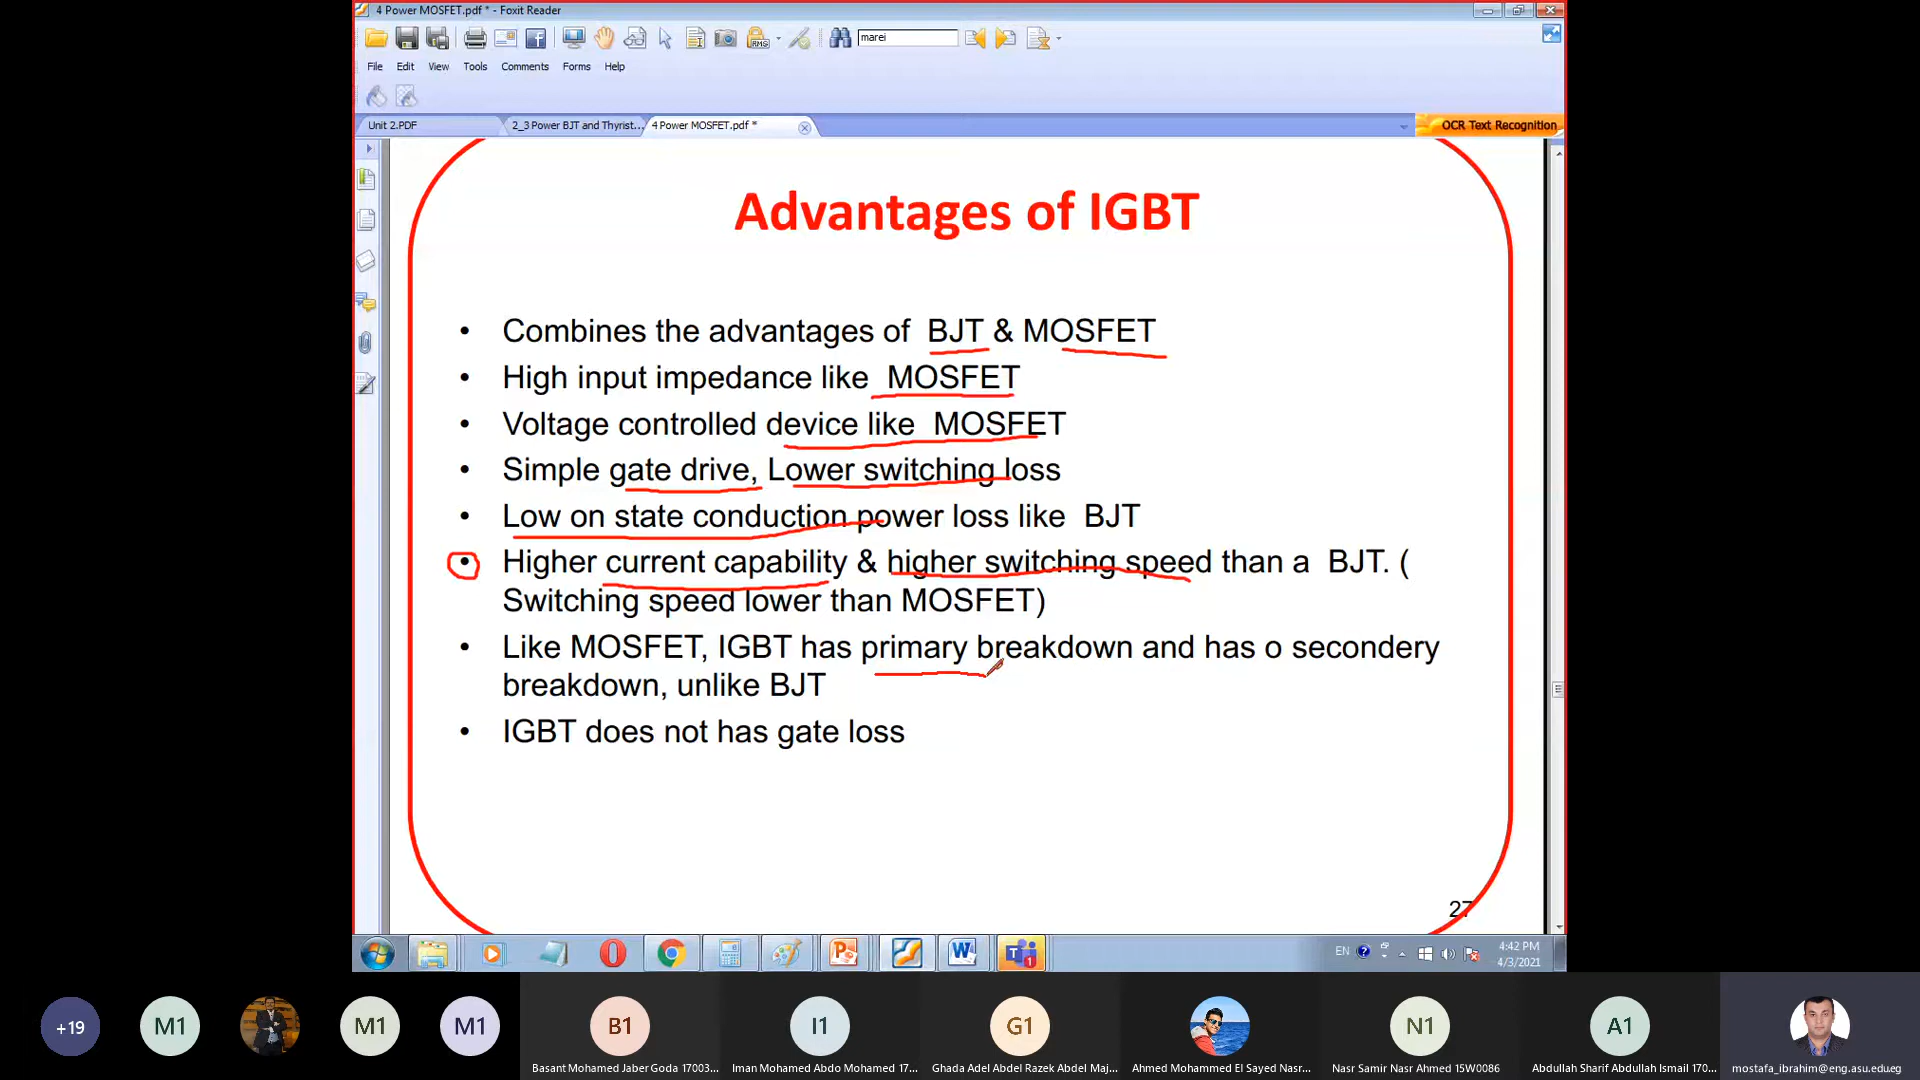 4 Power MOSFET.pdf * - Foxit Reader
RMS
marei
File Edit View Tools Comments Forms Help
Unit 2.PDF 2_3 Power BJT and Thyrist... 4 Power MOSFET.pdf * OCR Text Recognition
Advantages of IGBT
• Combines the advantages of BJT & MOSFET
• High input impedance like MOSFET
• Voltage controlled device like MOSFET
• Simple gate drive, Lower switching loss
• Low on state conduction power loss like BJT
• Higher current capability & higher switching speed than a BJT. (
Switching speed lower than MOSFET)
• Like MOSFET, IGBT has primary breakdown and has o secondery
breakdown, unlike BJT
• IGBT does not has gate loss
27
EN 4:42 PM
4/3/2021
+19 M1 M1 M1 B1 I1 G1 N1 A1
Basant Mohamed Jaber Goda 17003... Iman Mohamed Abdo Mohamed 17... Ghada Adel Abdel Razek Abdel Maj... Ahmed Mohammed El Sayed Nasr... Nasr Samir Nasr Ahmed 15W0086 Abdullah Sharif Abdullah Ismail 170... mostafa_ibrahim@eng.asu.edu.eg